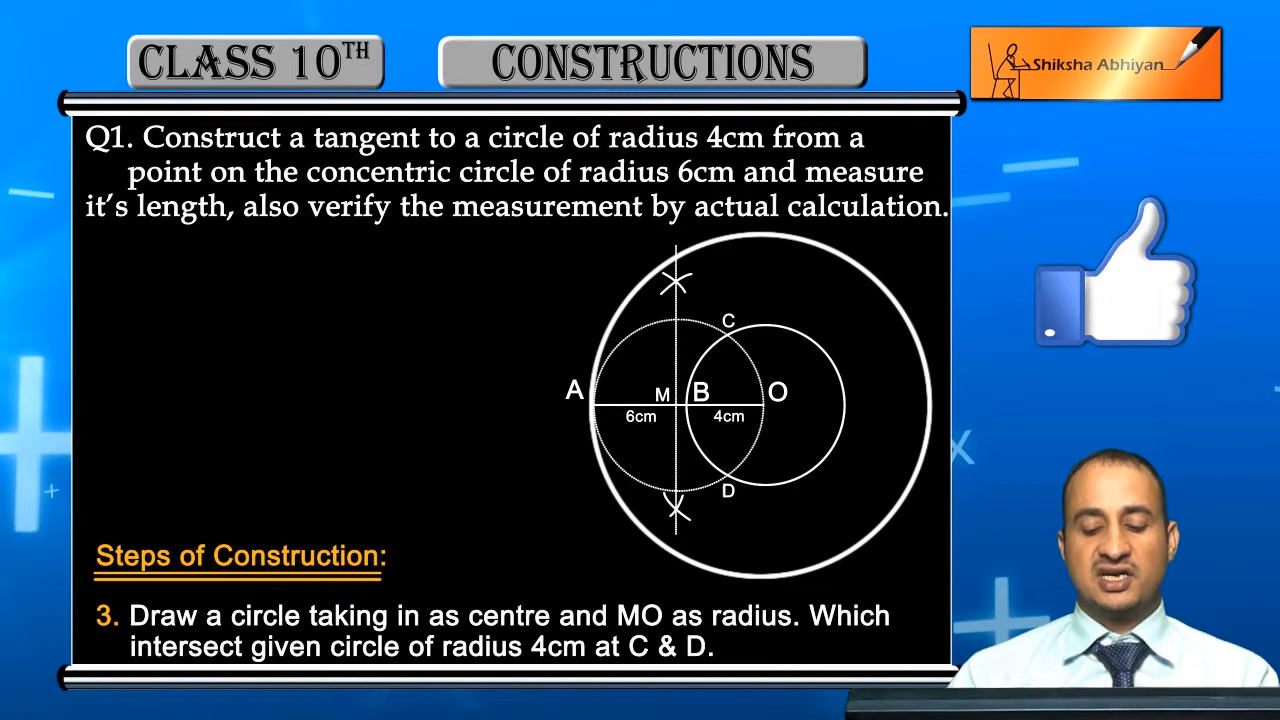 CLASS 10TH
CONSTRUCTIONS
Shiksha Abhiyan
Q1. Construct a tangent to a circle of radius 4cm from a
point on the concentric circle of radius 6cm and measure
it's length, also verify the measurement by actual calculation.
C
A
M
B
O
6cm
4cm
D
x
Steps of Construction:
3. Draw a circle taking in as centre and MO as radius. Which
intersect given circle of radius 4cm at C & D.